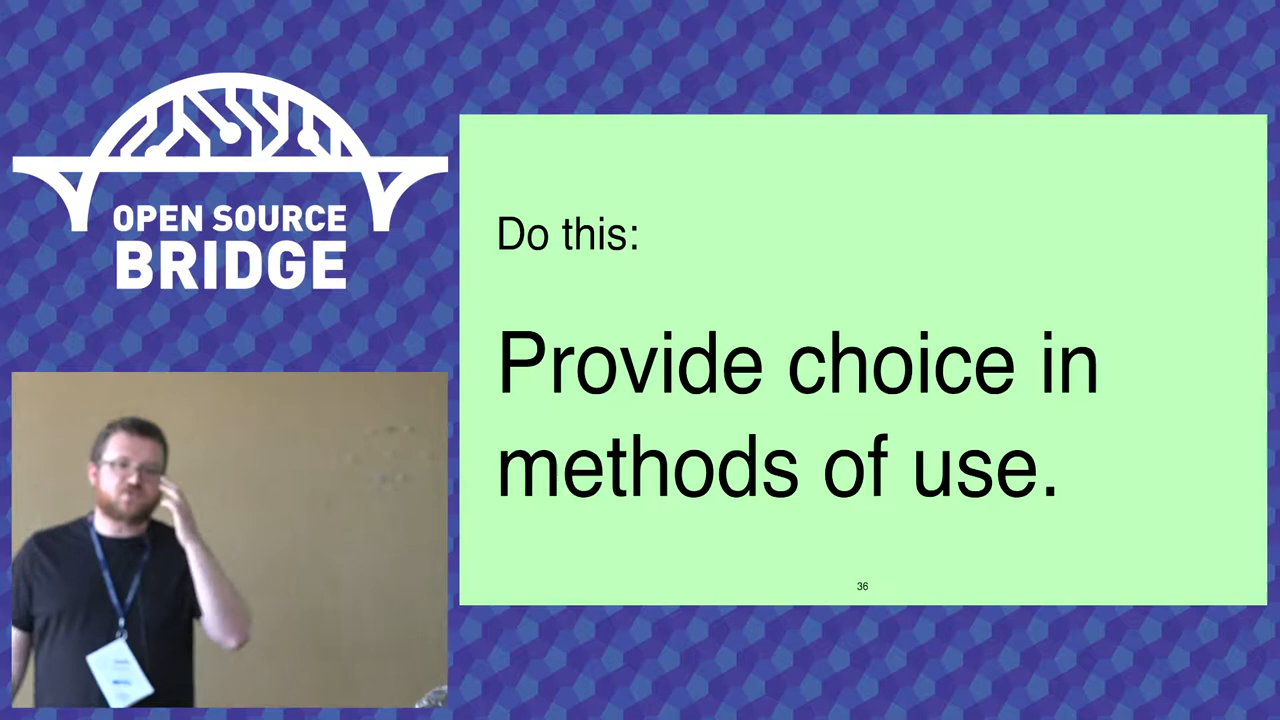 OPEN SOURCE
BRIDGE
Do this:
Provide choice in
methods of use.
36